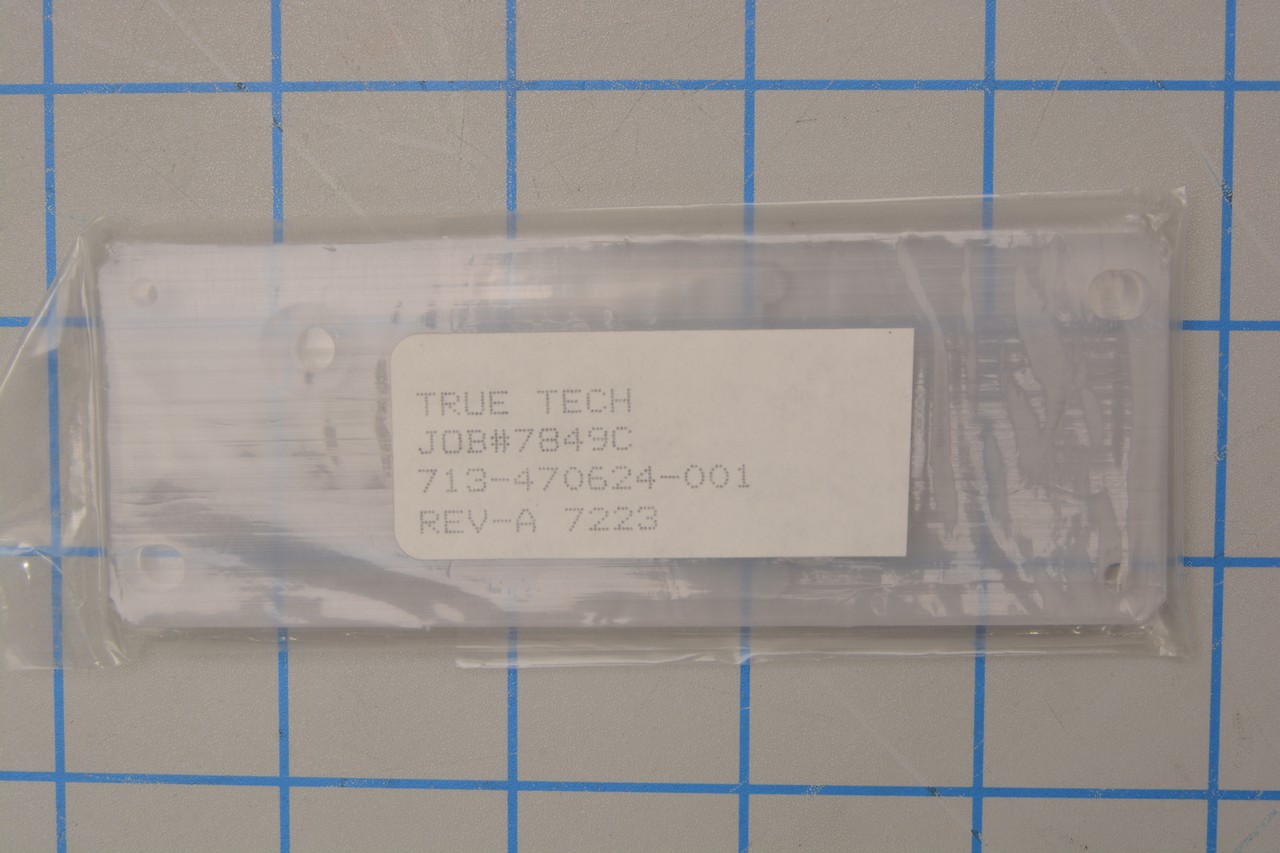 TRUE TECH
JOB#7849C
713-470624-001
REV-A 7223